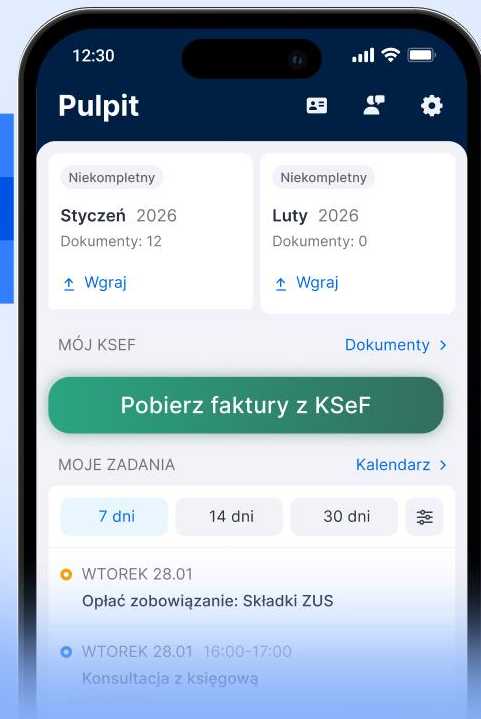 12:30
Pulpit
Niekompletny
Styczeń 2026
Dokumenty: 12
Wgraj
Niekompletny
Luty 2026
Dokumenty: 0
Wgraj
MÓJ KSEF
Dokumenty
Pobierz faktury z KSeF
MOJE ZADANIA
Kalendarz
7 dni
14 dni
30 dni
WTOREK 28.01
Opłać zobowiązanie: Składki ZUS
WTOREK 28.01 16:00-17:00
Konsultacja z księgową